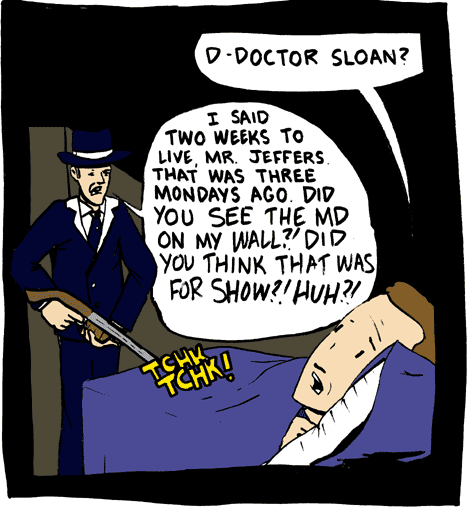 D-DOCTOR SLOAN?
I SAID
TWO WEEKS TO
LIVE, MR. JEFFERS.
THAT WAS THREE
MONDAYS AGO. DID
YOU SEE THE MD
ON MY WALL?! DID
YOU THINK THAT WAS
FOR SHOW?! HUH?!
TCHK
TCHK!